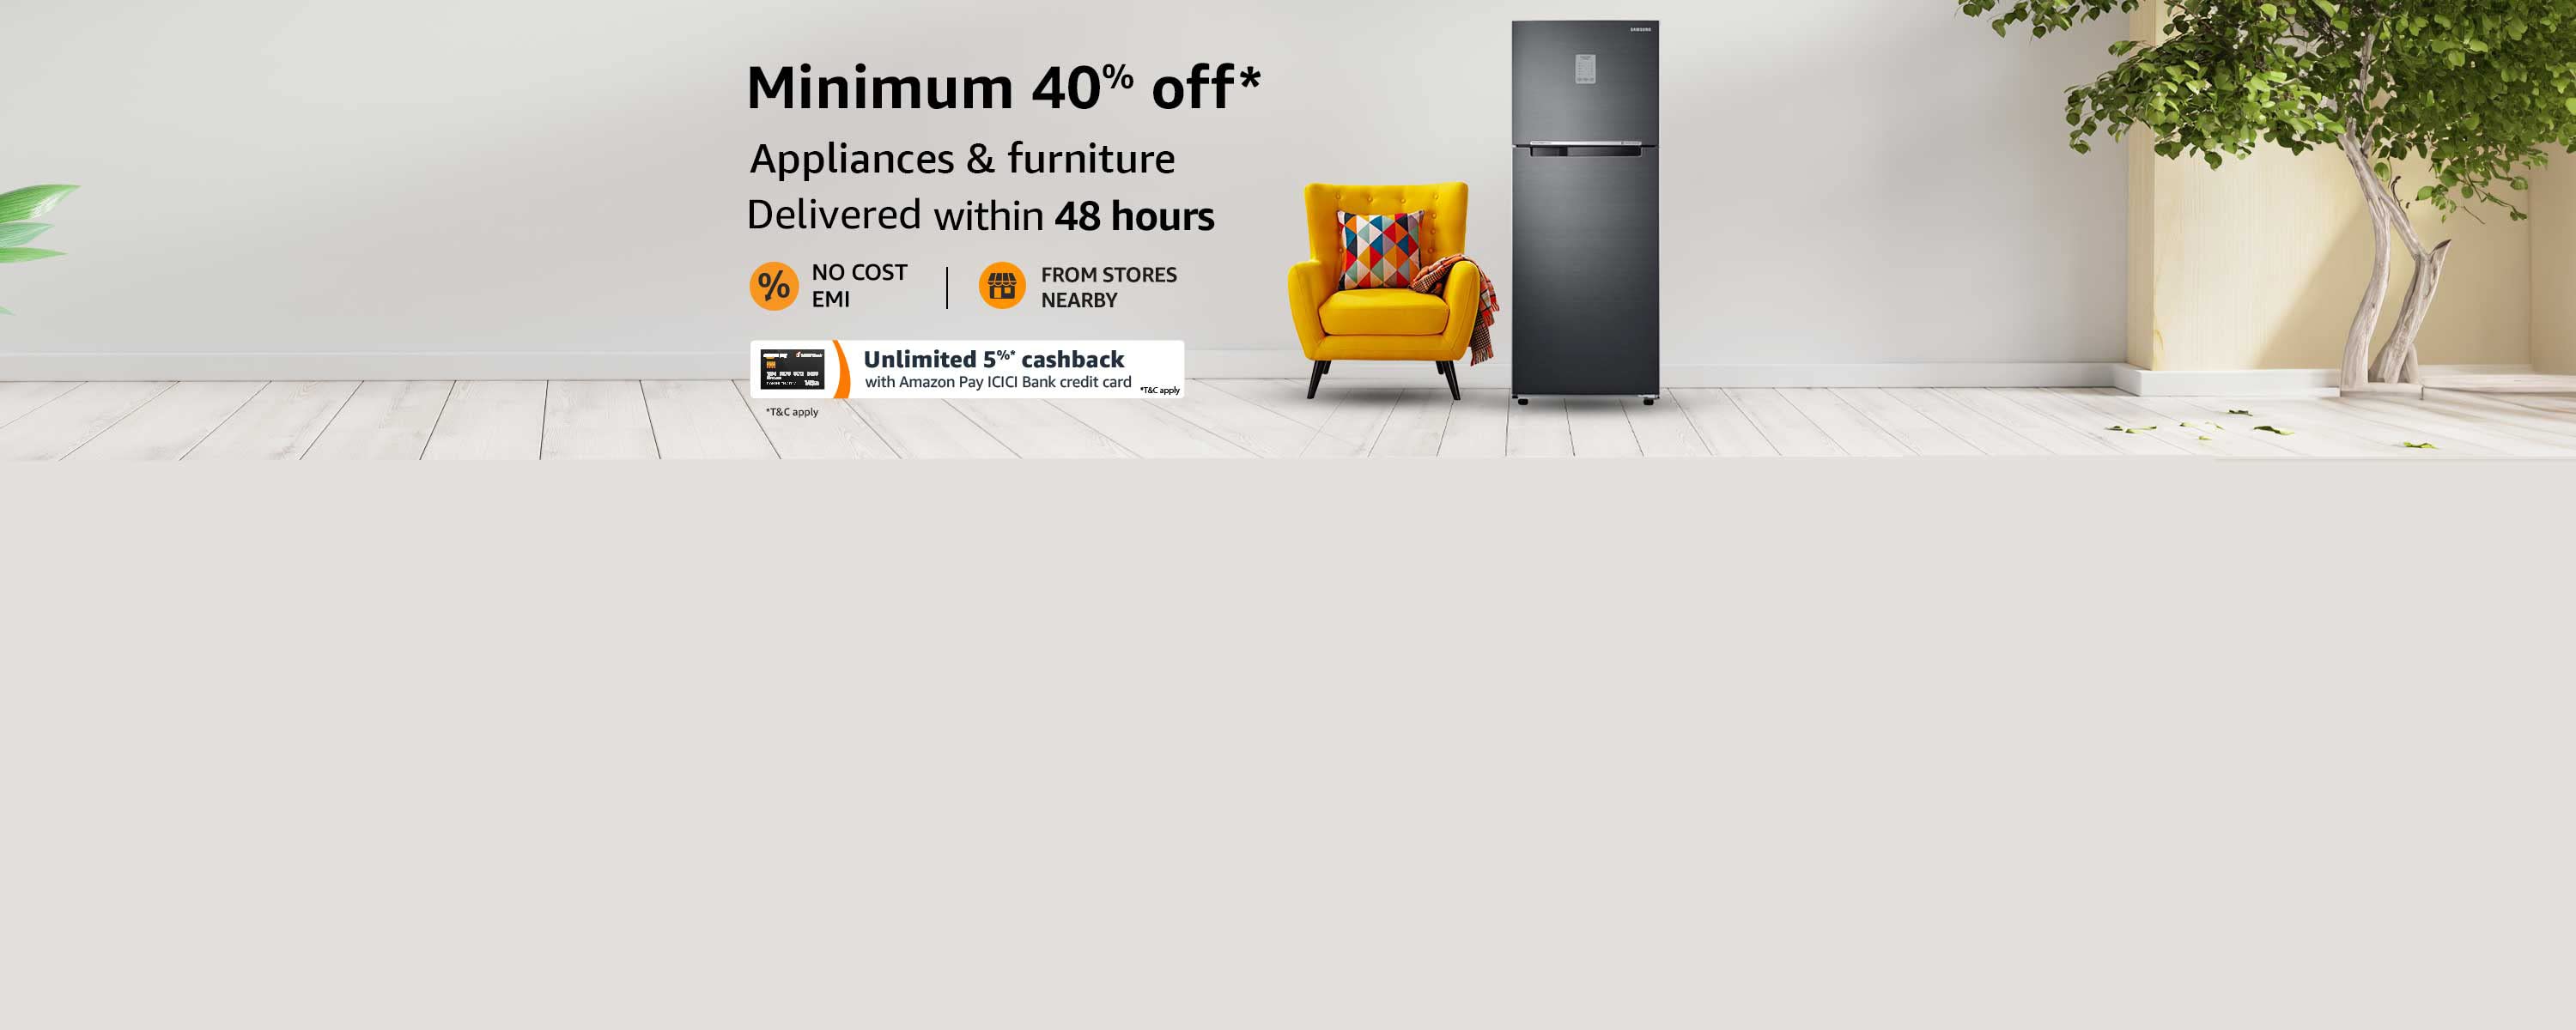 Minimum 40% off*
Appliances & furniture
Delivered within 48 hours
NO COST
EMI
FROM STORES
NEARBY
Unlimited 5%* cashback
with Amazon Pay ICICI Bank credit card
*T&C apply
*T&C apply
SAMSUNG